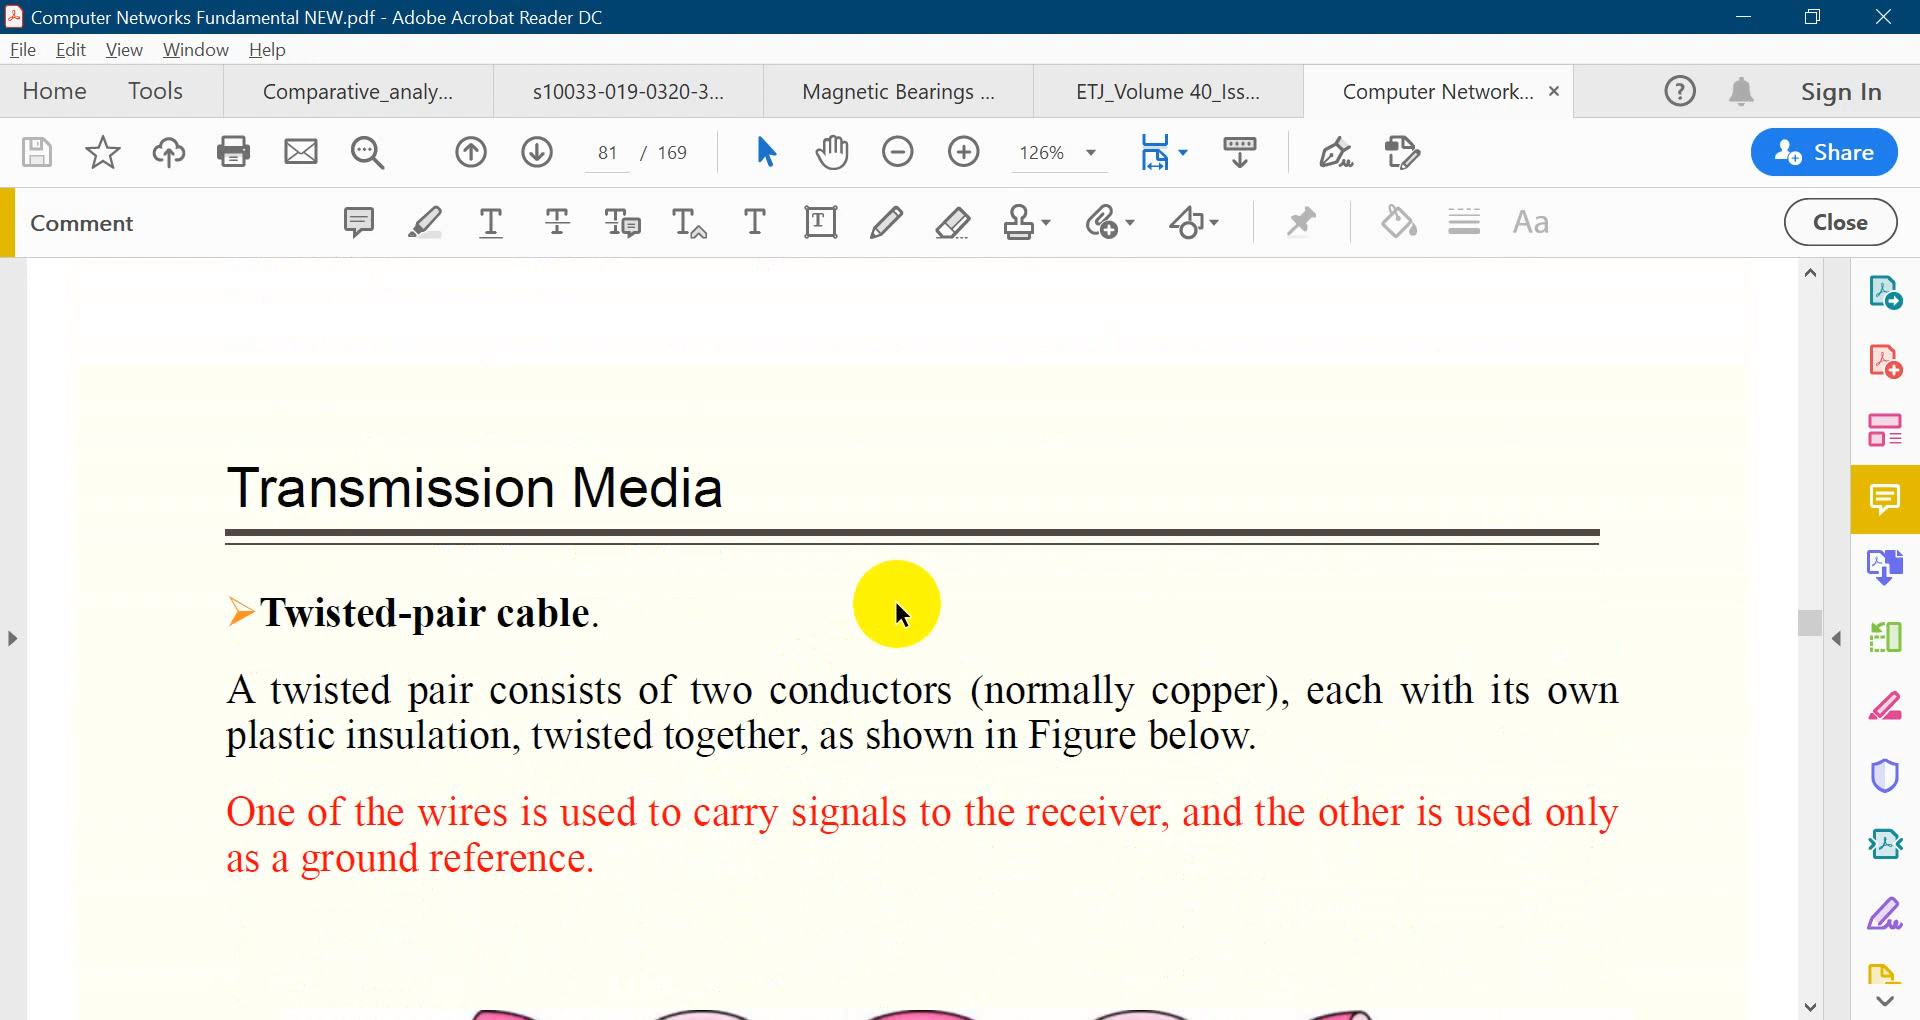 Computer Networks Fundamental NEW.pdf - Adobe Acrobat Reader DC
File Edit View Window Help
Home Tools Comparative_analy... s10033-019-0320-3... Magnetic Bearings ... ETJ_Volume 40_Iss... Computer Network... × Sign In
81 / 169 126% Share
Comment Aa Close
Transmission Media
➢Twisted-pair cable.
A twisted pair consists of two conductors (normally copper), each with its own
plastic insulation, twisted together, as shown in Figure below.
One of the wires is used to carry signals to the receiver, and the other is used only
as a ground reference.